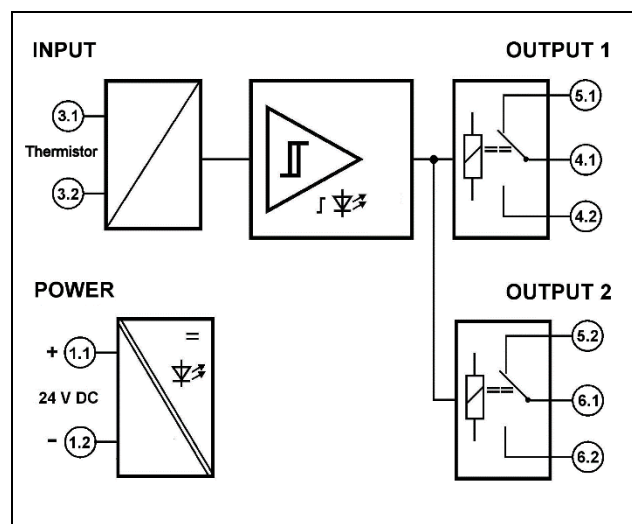 INPUT
3.1
Thermistor
3.2
OUTPUT 1
5.1
4.1
4.2
POWER
+ 1.1
24 V DC
- 1.2
=
OUTPUT 2
5.2
6.1
6.2